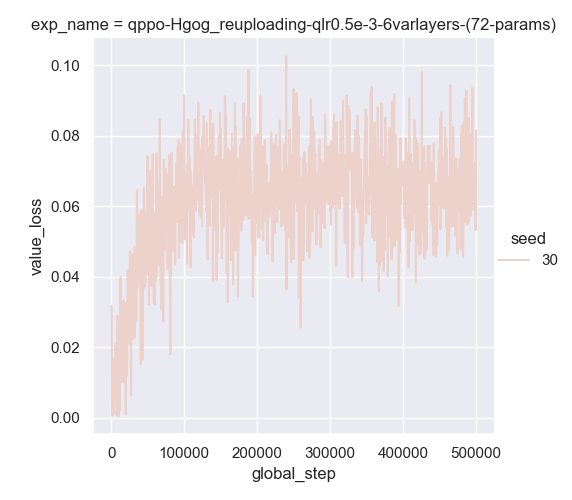 exp_name = qppo-Hgog_reuploading-qlr0.5e-3-6varlayers-(72-params)
0.10
0.08
0.06
0.04
0.02
0.00
value_loss
0 100000 200000 300000 400000 500000
global_step
seed
30